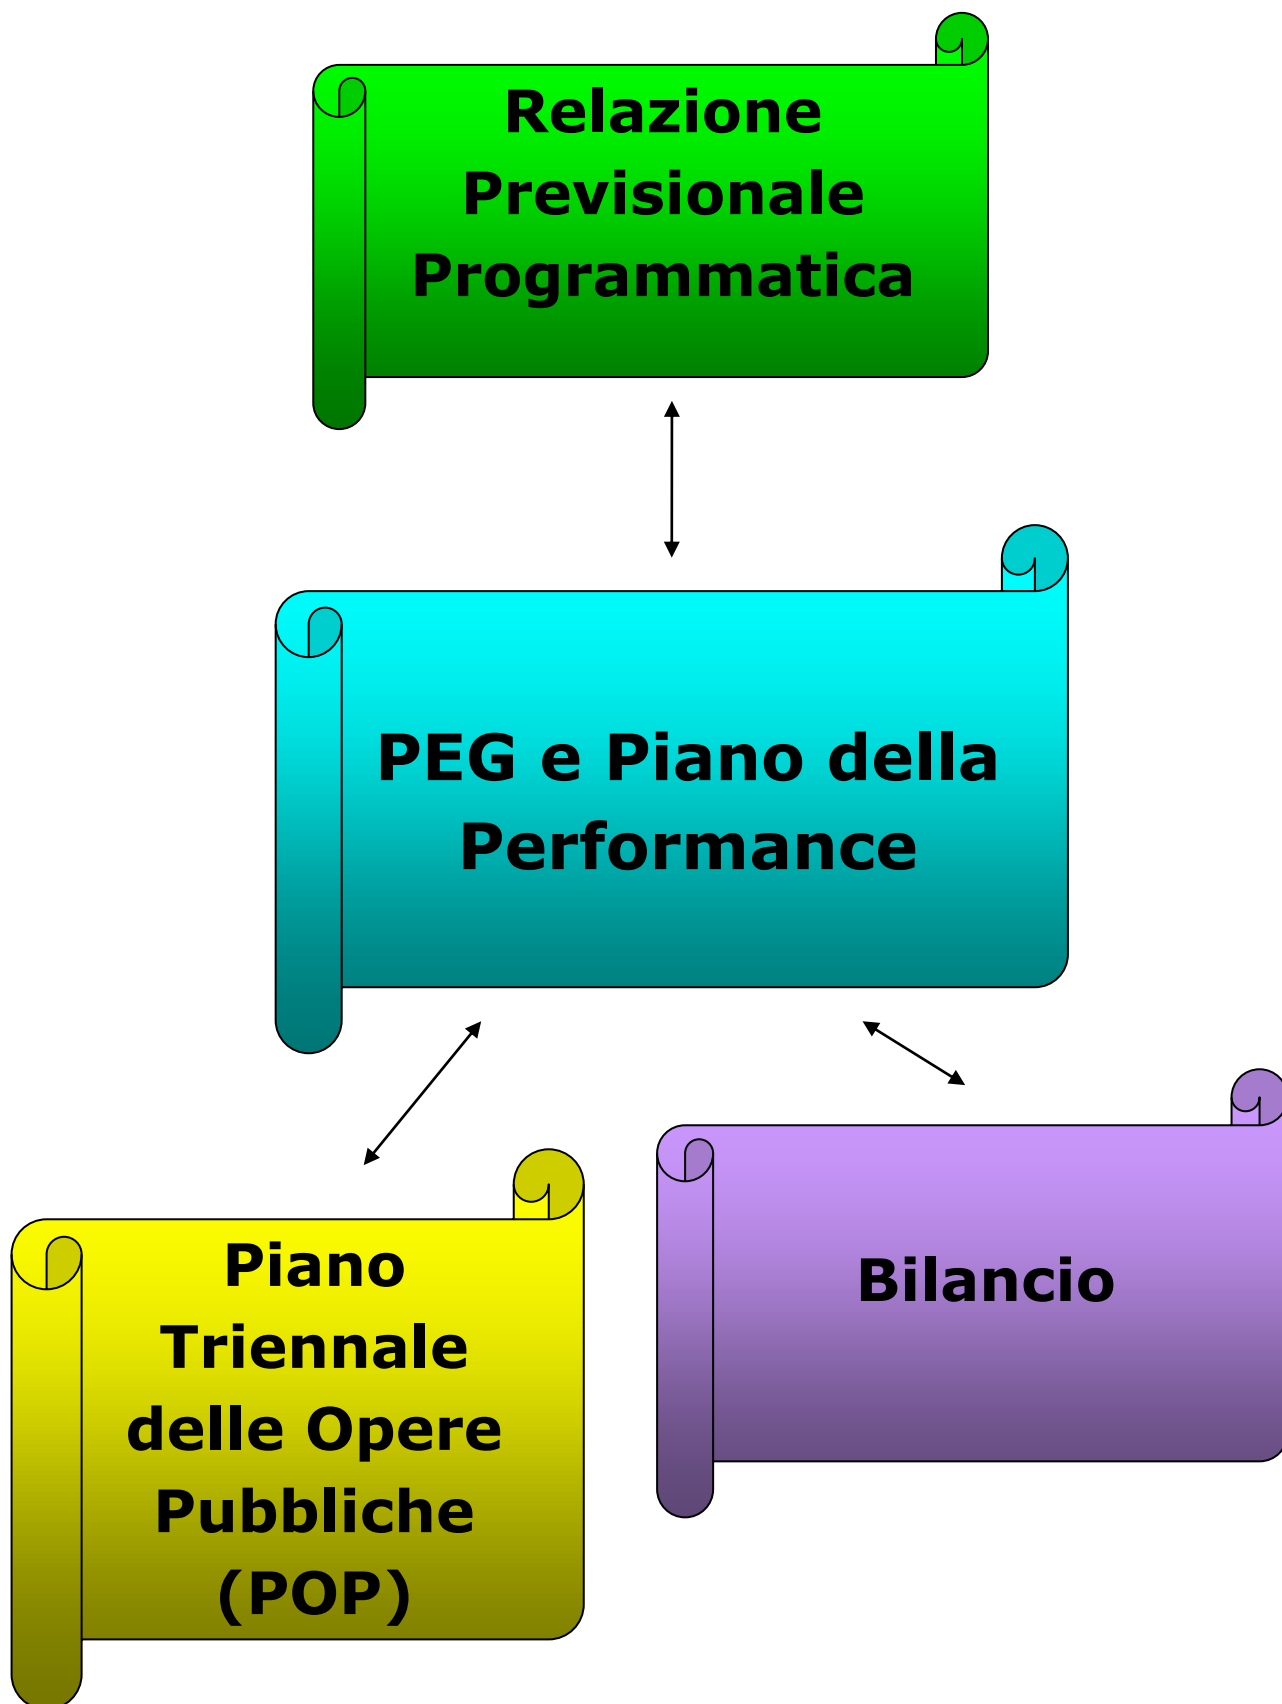 Relazione
Previsionale
Programmatica
PEG e Piano della
Performance
Piano
Triennale
delle Opere
Pubbliche
(POP)
Bilancio